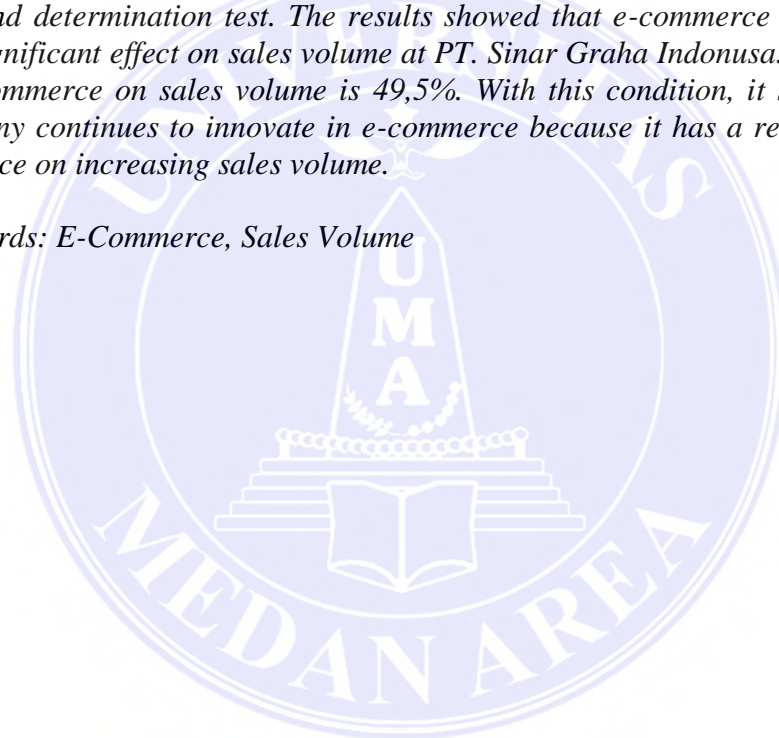 nd determination test. The results showed that e-commerce
gnificant effect on sales volume at PT. Sinar Graha Indonusa.
ommerce on sales volume is 49,5%. With this condition, it
ny continues to innovate in e-commerce because it has a re
ce on increasing sales volume.
rds: E-Commerce, Sales Volume
UNIVERSITAS
UMA
MEDAN AREA